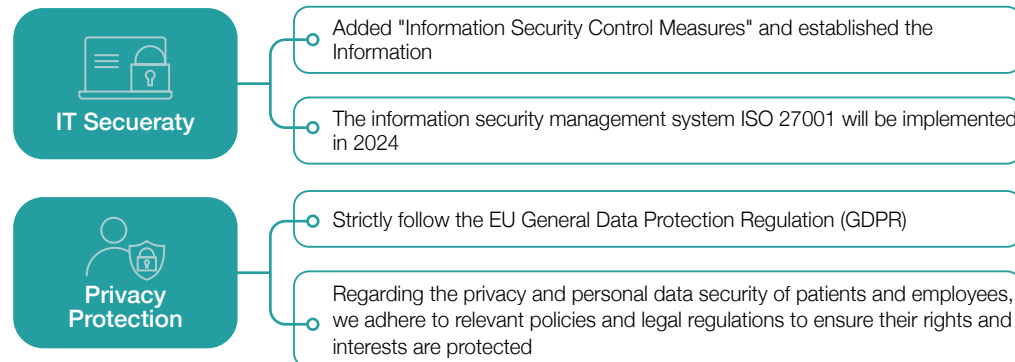 IT Secueraty
Added "Information Security Control Measures" and established the
Information
The information security management system ISO 27001 will be implemented
in 2024
Privacy
Protection
Strictly follow the EU General Data Protection Regulation (GDPR)
Regarding the privacy and personal data security of patients and employees,
we adhere to relevant policies and legal regulations to ensure their rights and
interests are protected